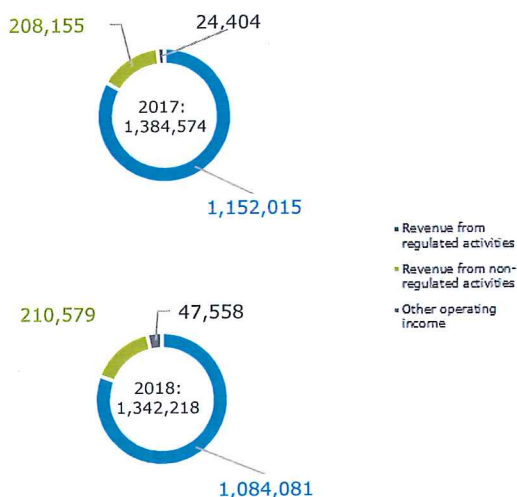 208,155
24,404
2017:
1,384,574
1,152,015
Revenue from
regulated activities
Revenue from non-
regulated activities
Other operating
income
210,579
47,558
2018:
1,342,218
1,084,081